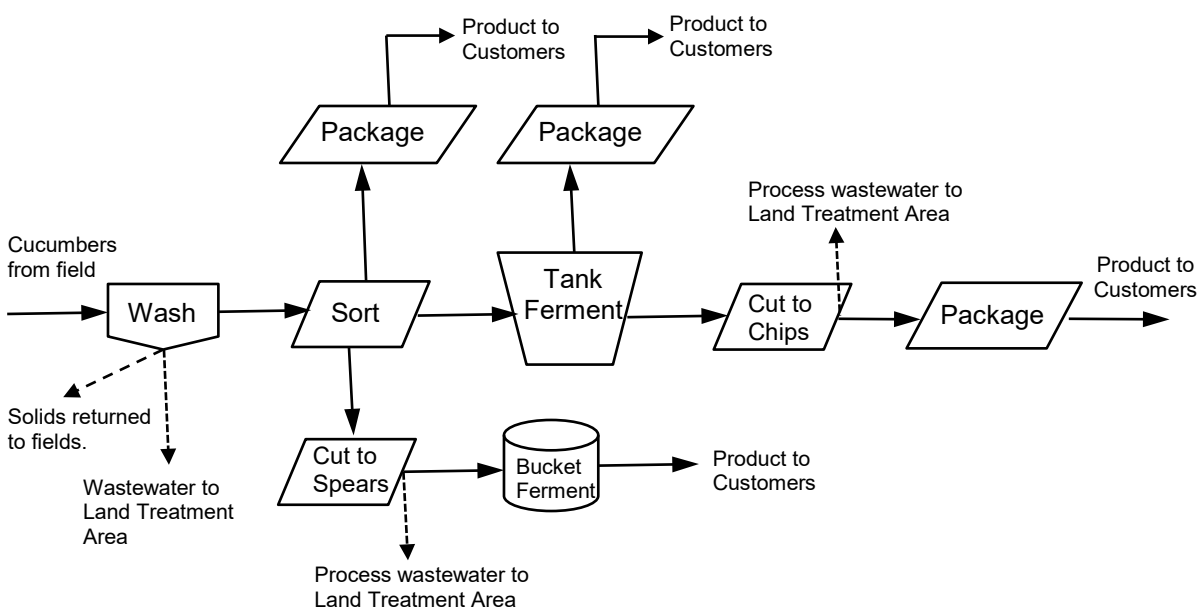 Product to
Customers
Product to
Customers
Package
Package
Process wastewater to
Land Treatment Area
Cucumbers
from field
Wash
Sort
Tank
Ferment
Cut to
Chips
Package
Product to
Customers
Solids returned
to fields.
Wastewater to
Land Treatment
Area
Cut to
Spears
Bucket
Ferment
Product to
Customers
Process wastewater to
Land Treatment Area